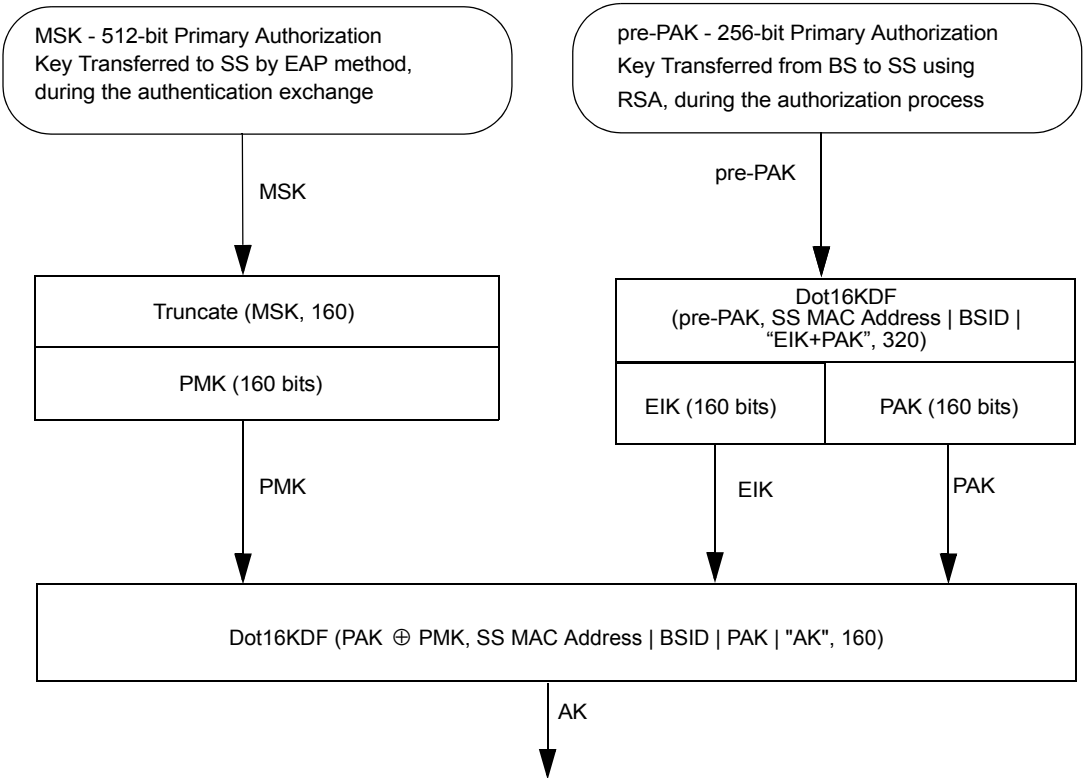 MSK - 512-bit Primary Authorization
Key Transferred to SS by EAP method,
during the authentication exchange
pre-PAK - 256-bit Primary Authorization
Key Transferred from BS to SS using
RSA, during the authorization process
MSK
pre-PAK
Truncate (MSK, 160)
PMK (160 bits)
Dot16KDF
(pre-PAK, SS MAC Address | BSID |
“EIK+PAK”, 320)
EIK (160 bits)
PAK (160 bits)
PMK
EIK
PAK
Dot16KDF (PAK ⊕ PMK, SS MAC Address | BSID | PAK | "AK", 160)
AK